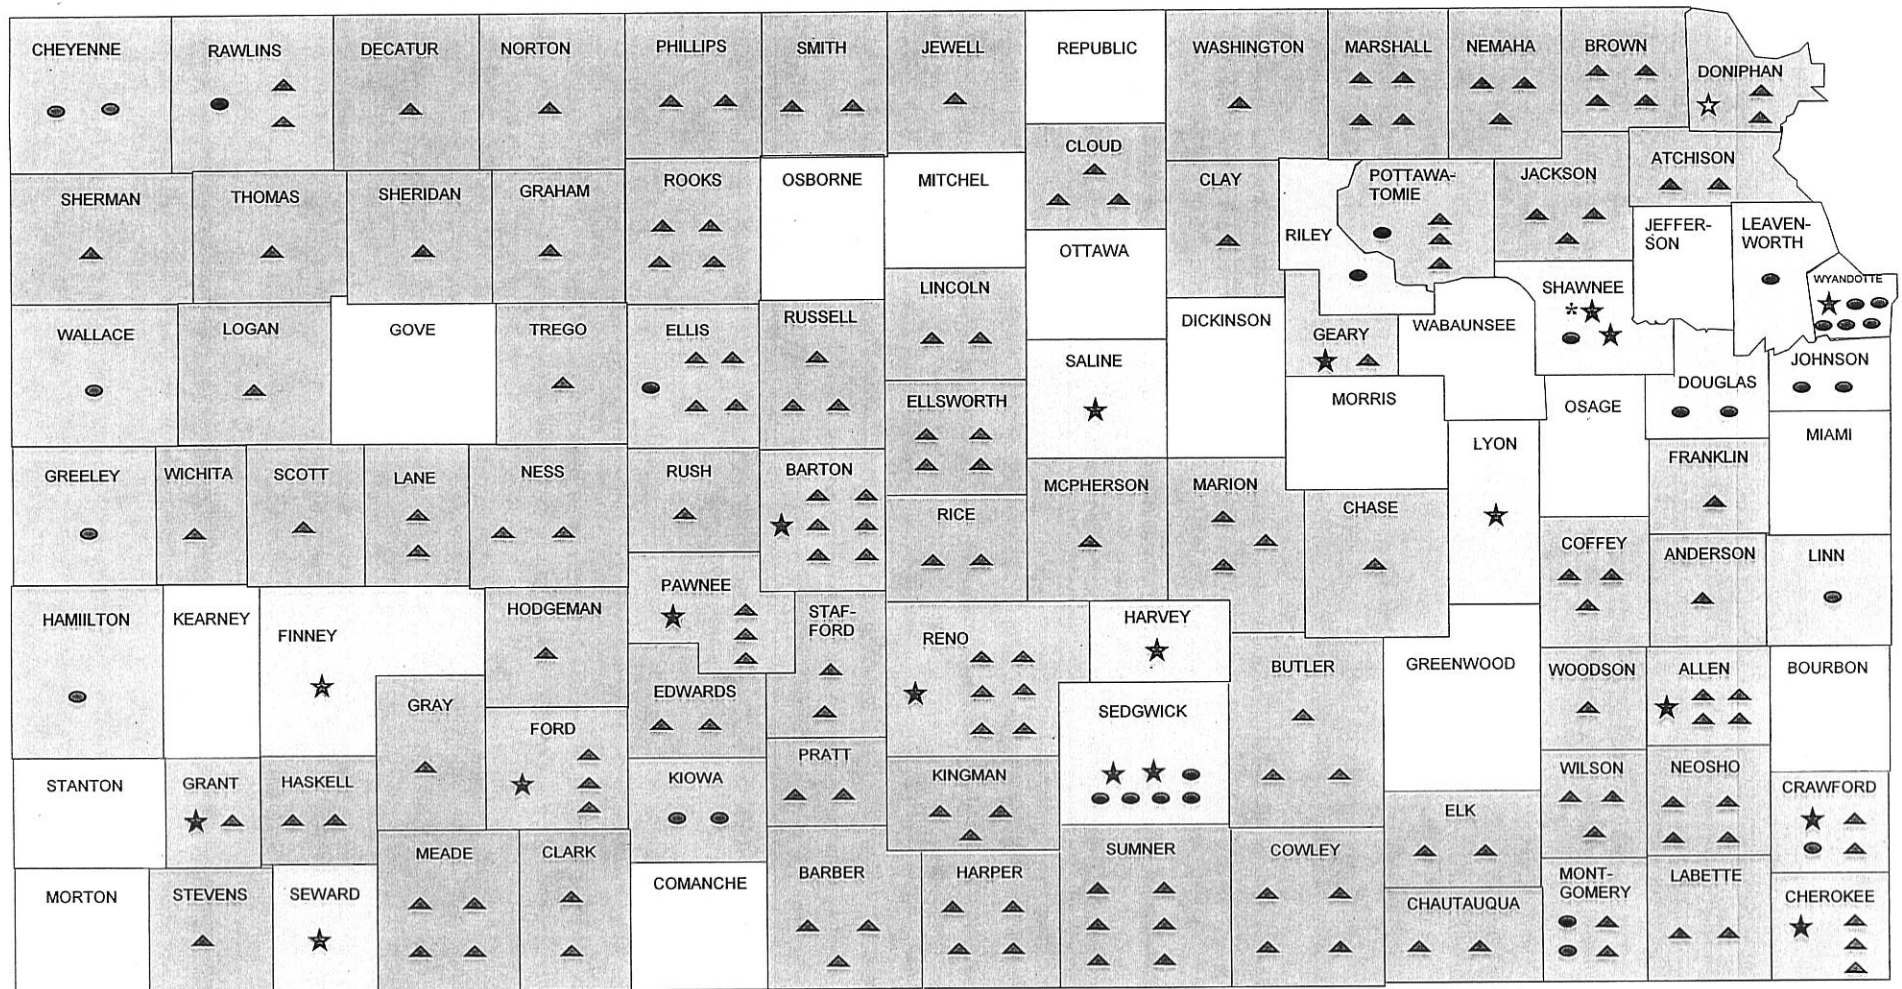 CHEYENNE
RAWLINS
DECATUR
NORTON
PHILLIPS
SMITH
JEWELL
REPUBLIC
WASHINGTON
MARSHALL
NEMAHA
BROWN
DONIPHAN
CLOUD
ATCHISON
SHERMAN
THOMAS
SHERIDAN
GRAHAM
ROOKS
OSBORNE
MITCHEL
CLAY
POTTAWA-
TOMIE
JACKSON
RILEY
JEFFER-
SON
LEAVEN-
WORTH
OTTAWA
WYANDOTTE
LINCOLN
SHAWNEE
*
WALLACE
LOGAN
GOVE
TREGO
ELLIS
RUSSELL
DICKINSON
GEARY
WABAUNSEE
SALINE
JOHNSON
DOUGLAS
ELLSWORTH
MORRIS
OSAGE
MIAMI
LYON
GREELEY
WICHITA
SCOTT
LANE
NESS
RUSH
BARTON
MCPHERSON
MARION
FRANKLIN
RICE
CHASE
COFFEY
ANDERSON
LINN
PAWNEE
HAMIILTON
KEARNEY
FINNEY
HODGEMAN
STAF-
FORD
RENO
HARVEY
BUTLER
GREENWOOD
WOODSON
ALLEN
BOURBON
GRAY
EDWARDS
FORD
SEDGWICK
PRATT
STANTON
GRANT
HASKELL
KIOWA
KINGMAN
WILSON
NEOSHO
CRAWFORD
ELK
MEADE
CLARK
SUMNER
COWLEY
BARBER
HARPER
MORTON
STEVENS
SEWARD
COMANCHE
MONT-
GOMERY
LABETTE
CHAUTAUQUA
CHEROKEE